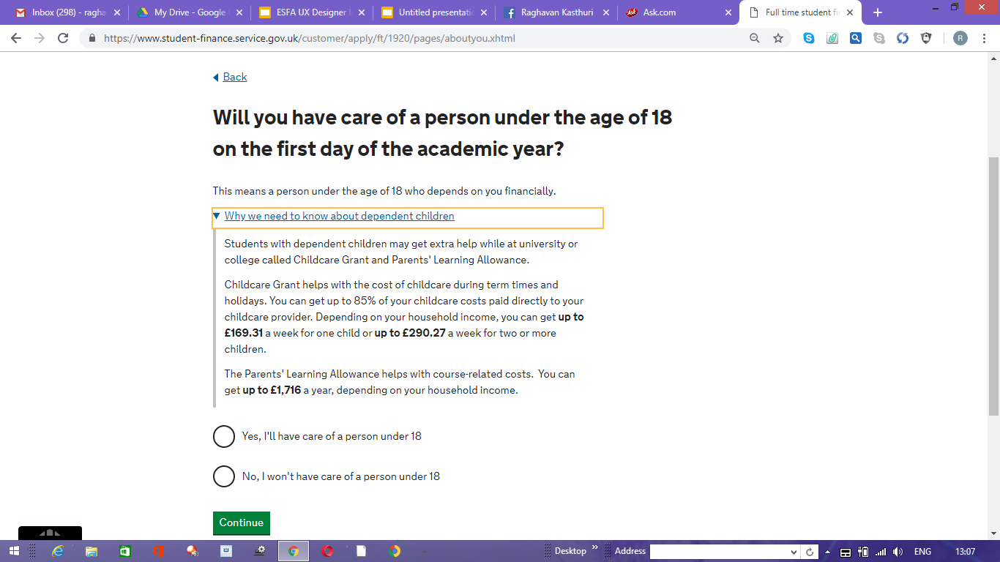 Inbox (298) - ragha
My Drive - Google
ESFA UX Designer
Untitled presentatio
Raghavan Kasthuri
Ask Ask.com
Full time student fi
https://www.student-finance.service.gov.uk/customer/apply/ft/1920/pages/aboutyou.xhtml
R
Back
Will you have care of a person under the age of 18
on the first day of the academic year?
This means a person under the age of 18 who depends on you financially.
Why we need to know about dependent children
Students with dependent children may get extra help while at university or
college called Childcare Grant and Parents' Learning Allowance.
Childcare Grant helps with the cost of childcare during term times and
holidays. You can get up to 85% of your childcare costs paid directly to your
childcare provider. Depending on your household income, you can get up to
£169.31 a week for one child or up to £290.27 a week for two or more
children.
The Parents' Learning Allowance helps with course-related costs. You can
get up to £1,716 a year, depending on your household income.
Yes, I'll have care of a person under 18
No, I won't have care of a person under 18
Continue
Desktop
Address
ENG
13:07